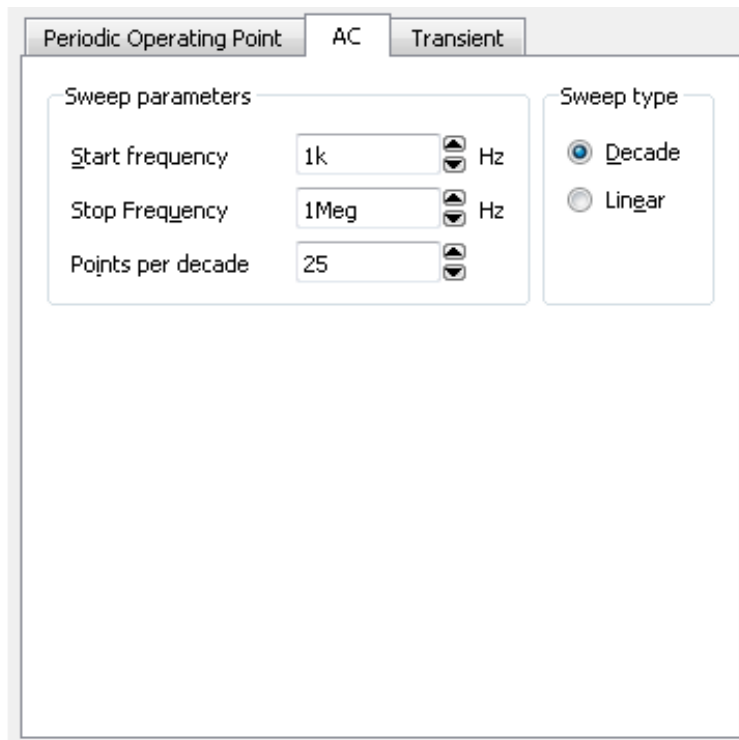 Periodic Operating Point AC Transient
Sweep parameters
Start frequency 1k Hz
Stop Frequency 1Meg Hz
Points per decade 25
Sweep type
Decade
Linear